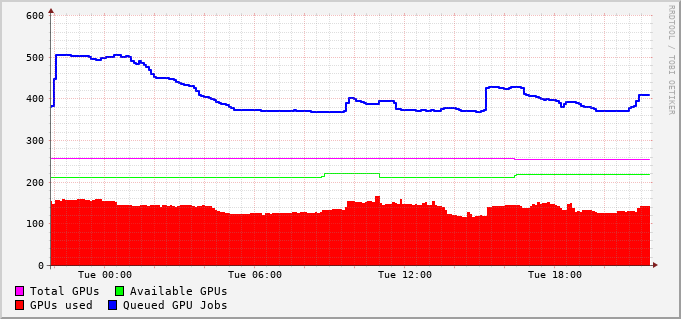 RRDTOOL / TOBI OETIKER
600
500
400
300
200
100
0
Tue 00:00 Tue 06:00 Tue 12:00 Tue 18:00
Total GPUs Available GPUs
GPUs used Queued GPU Jobs